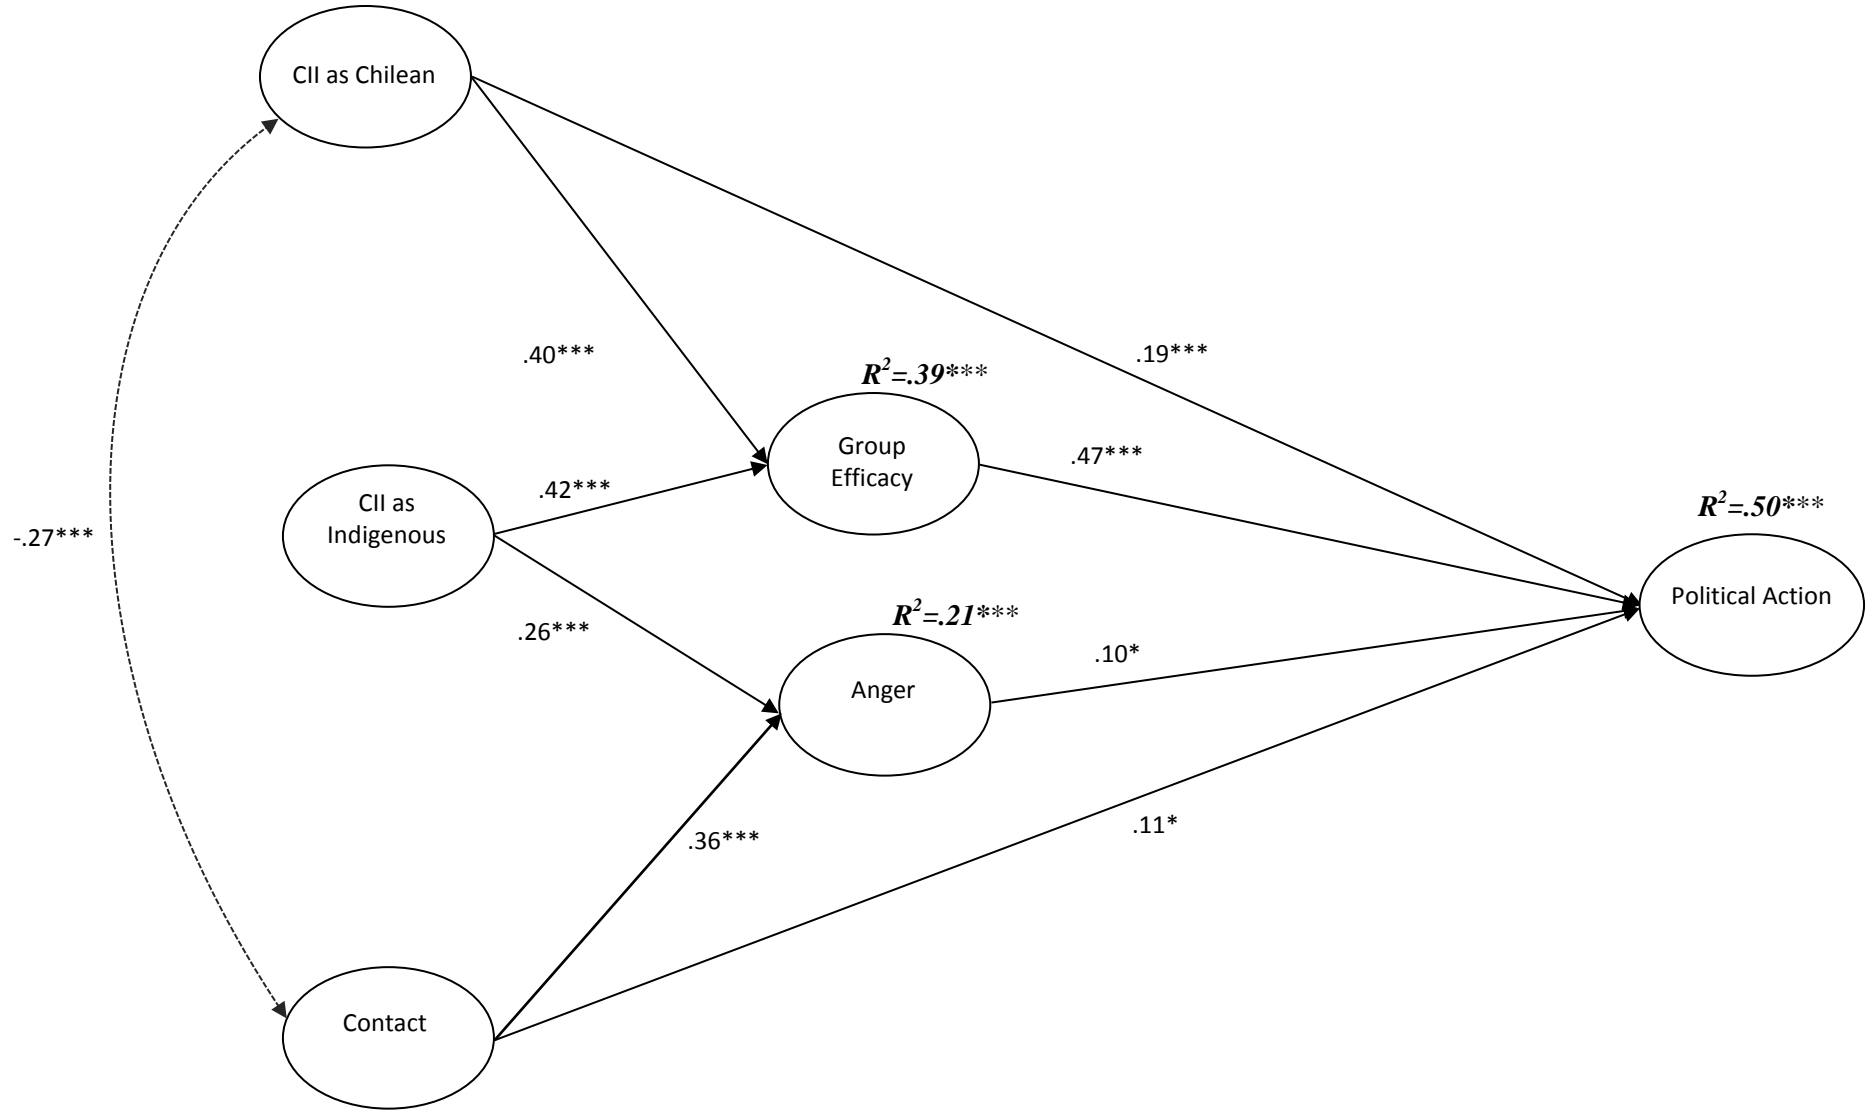 CII as Chilean
.40***
.19***
R²=.39***
Group
Efficacy
.47***
CII as
Indigenous
.42***
-.27***
R²=.50***
Political Action
.26***
R²=.21***
Anger
.10*
.36***
.11*
Contact